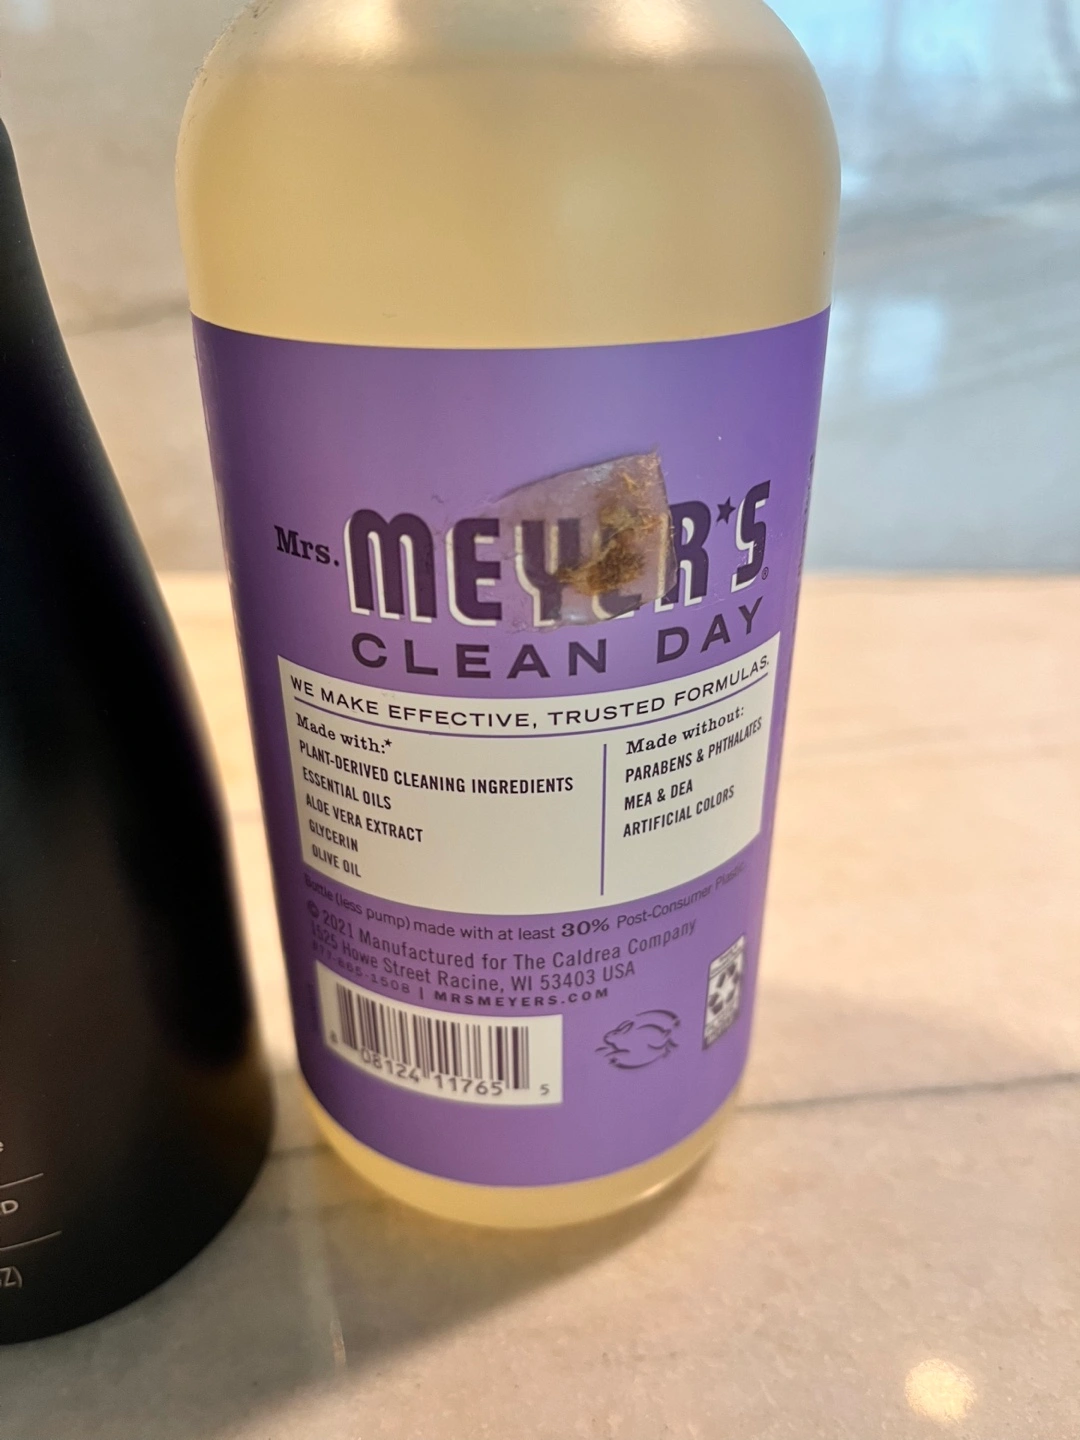 Mrs. MEYER'S®
CLEAN DAY
WE MAKE EFFECTIVE, TRUSTED FORMULAS.
Made with:*
PLANT-DERIVED CLEANING INGREDIENTS
ESSENTIAL OILS
ALOE VERA EXTRACT
GLYCERIN
OLIVE OIL
Made without:
PARABENS & PHTHALATES
MEA & DEA
ARTIFICIAL COLORS
Bottle (less pump) made with at least 30% Post-Consumer Plastic
© 2021 Manufactured for The Caldrea Company
1525 Howe Street Racine, WI 53403 USA
877-865-1508 | MRSMEYERS.COM
8 08124 11765 5